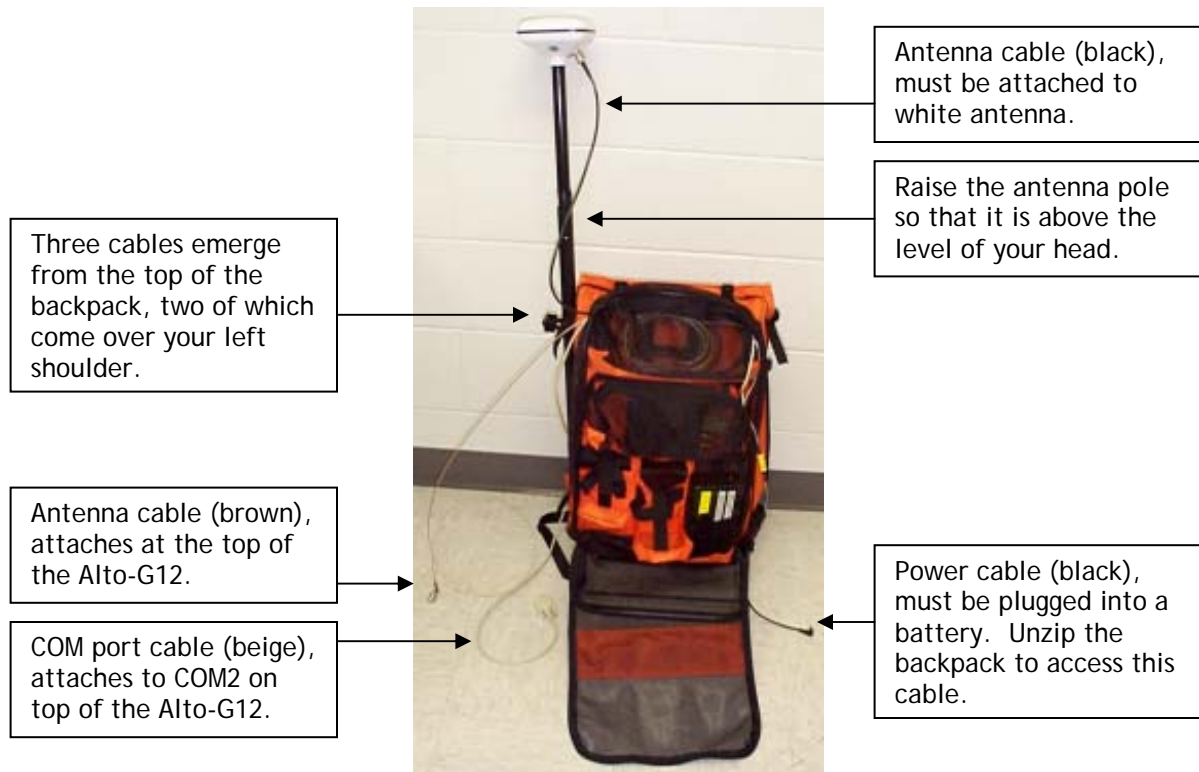 Antenna cable (black),
must be attached to
white antenna.
Raise the antenna pole
so that it is above the
level of your head.
Three cables emerge
from the top of the
backpack, two of which
come over your left
shoulder.
Antenna cable (brown),
attaches at the top of
the Alto-G12.
COM port cable (beige),
attaches to COM2 on
top of the Alto-G12.
Power cable (black),
must be plugged into a
battery.  Unzip the
backpack to access this
cable.